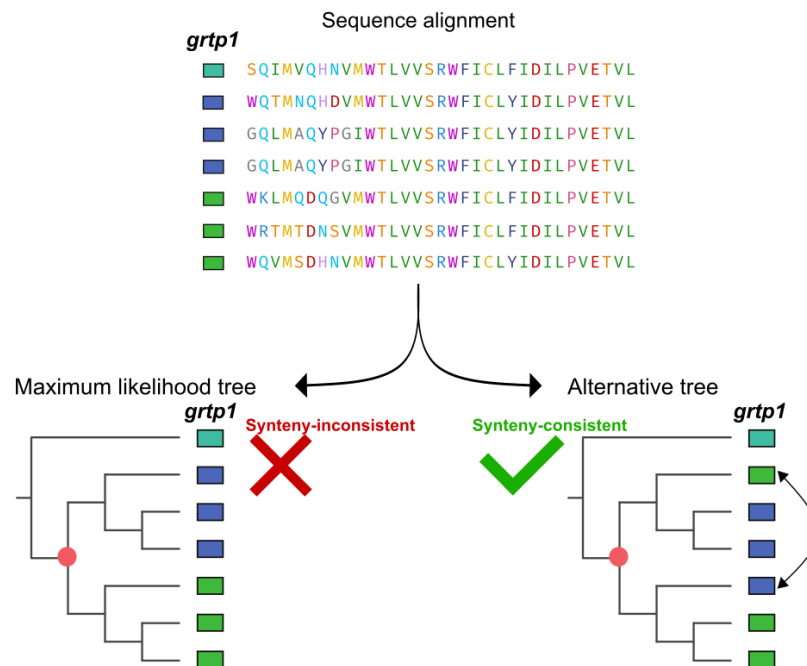 Sequence alignment
grtp1
SQIMVQHNVMWTLVVSRWFICLFIDILPVETVL
WQTMNQHDVMWTLVVSRWFICLYIDILPVETVL
GQLMAQYPGIWTLVVSRWFICLYIDILPVETVL
GQLMAQYPGIWTLVVSRWFICLYIDILPVETVL
WKLMQDQGVMWTLVVSRWFICLFIDILPVETVL
WRTMTDNSVMWTLVVSRWFICLFIDILPVETVL
WQVMSDHNVMWTLVVSRWFICLYIDILPVETVL
Maximum likelihood tree
grtp1
Synteny-inconsistent
Alternative tree
grtp1
Synteny-consistent